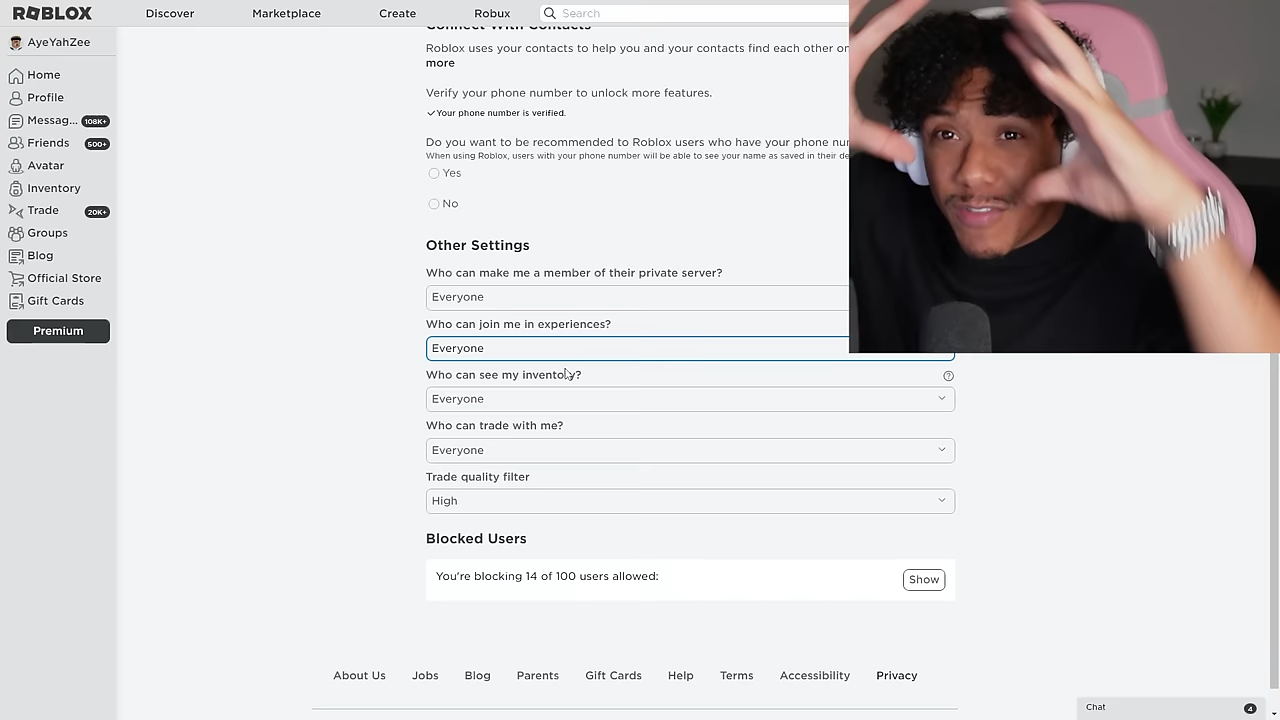 ROBLOX
Discover
Marketplace
Create
Robux
Search
AyeYahZee
Home
Profile
Messag... 108K+
Friends 500+
Avatar
Inventory
Trade 20K+
Groups
Blog
Official Store
Gift Cards
Premium
Connect With Contacts
Roblox uses your contacts to help you and your contacts find each other on
more
Verify your phone number to unlock more features.
Your phone number is verified.
Do you want to be recommended to Roblox users who have your phone nu
When using Roblox, users with your phone number will be able to see your name as saved in their de
Yes
No
Other Settings
Who can make me a member of their private server?
Everyone
Who can join me in experiences?
Everyone
Who can see my inventory?
Everyone
Who can trade with me?
Everyone
Trade quality filter
High
Blocked Users
You're blocking 14 of 100 users allowed:
Show
About Us
Jobs
Blog
Parents
Gift Cards
Help
Terms
Accessibility
Privacy
Chat
4